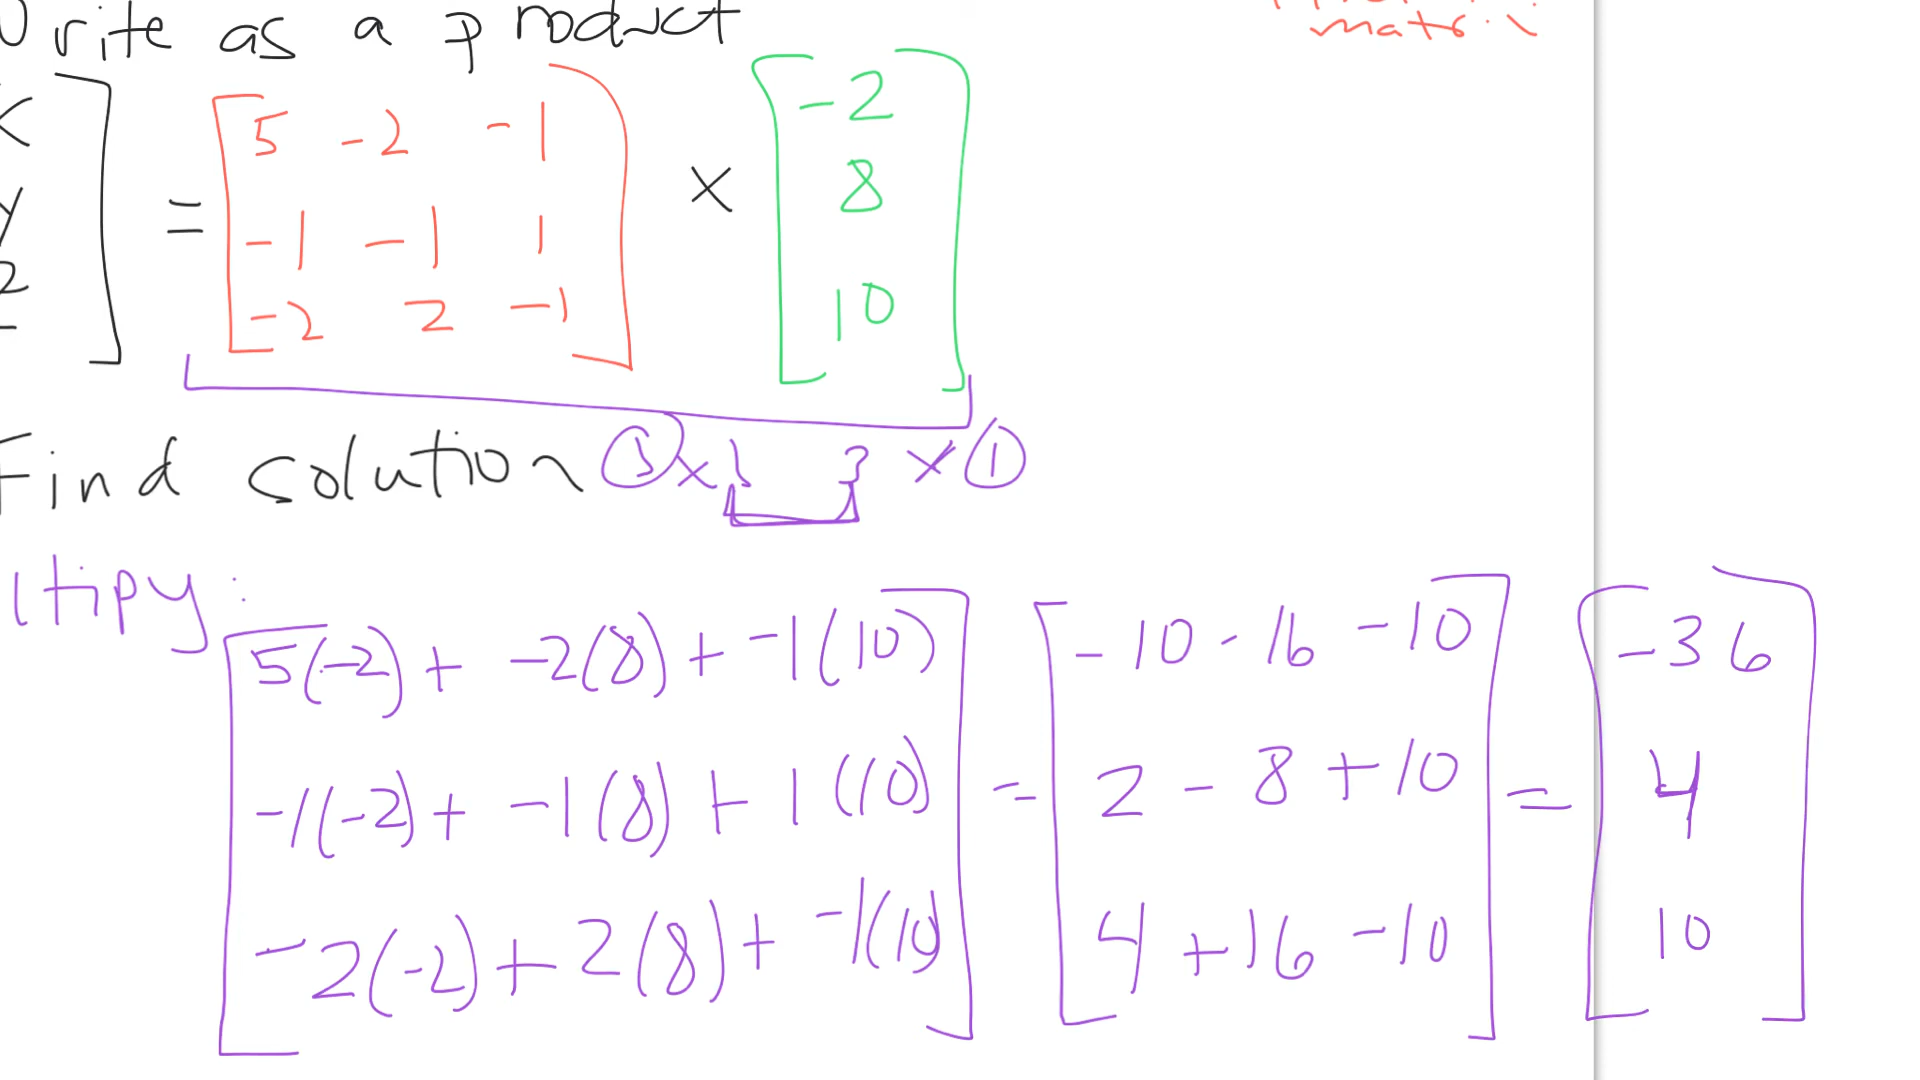 Write as a product
matri
5 -2 -1 -2
= -1 -1 1 × 8
-2 2 -1 10
Find solution 3 × 3 × 1
ltipy:
5(-2) + -2(8) + -1(10) -10 - 16 - 10 -36
-1(-2) + -1(8) + 1(10) = 2 - 8 + 10 = 4
-2(-2) + 2(8) + -1(10) 4 + 16 - 10 10